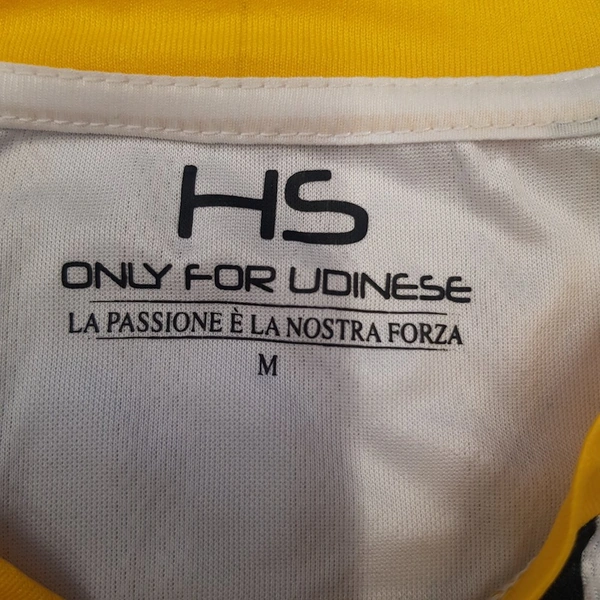 HS
ONLY FOR UDINESE
LA PASSIONE È LA NOSTRA FORZA
M